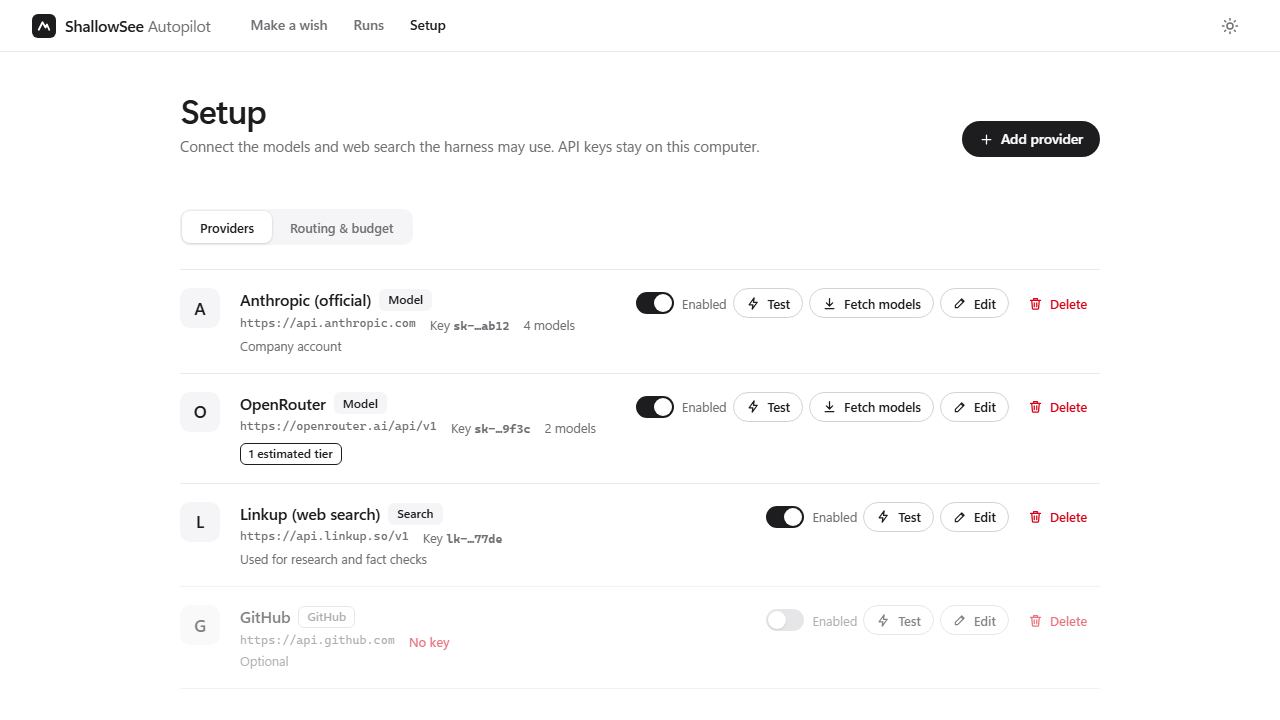 ShallowSee Autopilot Make a wish Runs Setup
Setup
Connect the models and web search the harness may use. API keys stay on this computer.
Add provider
Providers Routing & budget
A Anthropic (official) Model Enabled Test Fetch models Edit Delete
https://api.anthropic.com Key sk-…ab12 4 models
Company account
O OpenRouter Model Enabled Test Fetch models Edit Delete
https://openrouter.ai/api/v1 Key sk-…9f3c 2 models
1 estimated tier
L Linkup (web search) Search Enabled Test Edit Delete
https://api.linkup.so/v1 Key lk-…77de
Used for research and fact checks
G GitHub GitHub Enabled Test Edit Delete
https://api.github.com No key
Optional